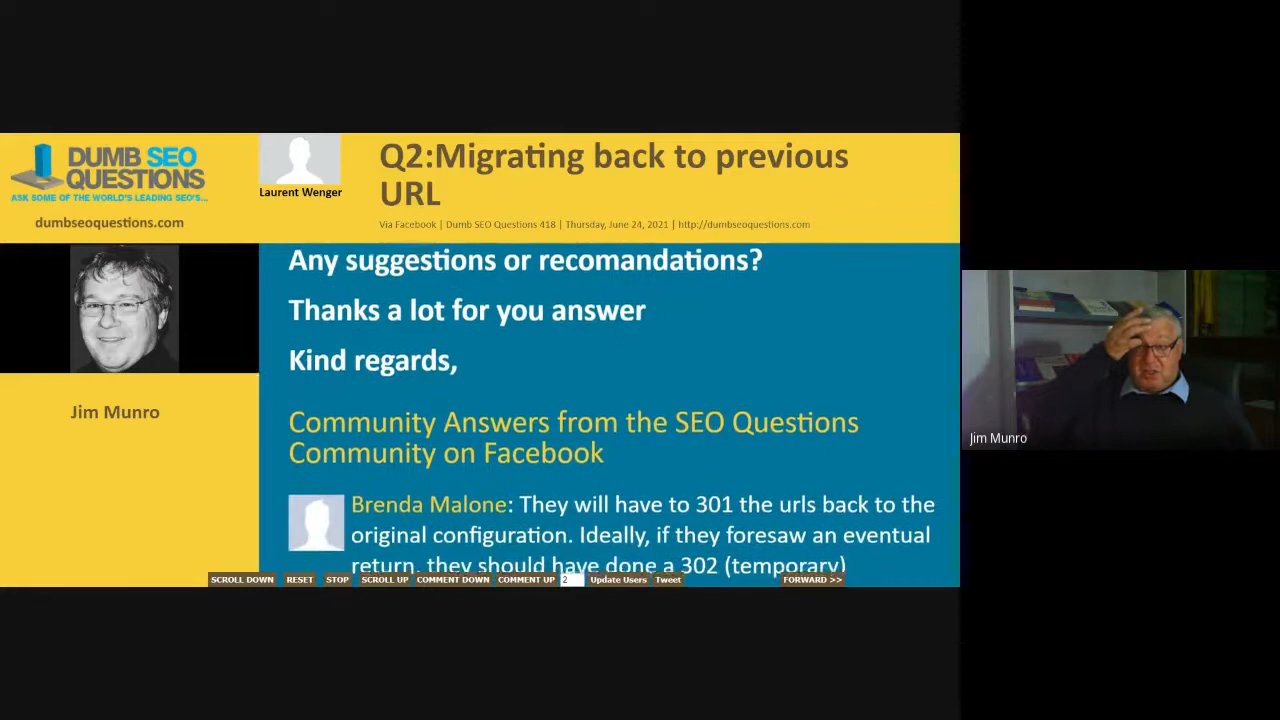 DUMB SEO
QUESTIONS
ASK SOME OF THE WORLD'S LEADING SEO'S...
dumbseoquestions.com
Laurent Wenger
Q2:Migrating back to previous
URL
Via Facebook | Dumb SEO Questions 418 | Thursday, June 24, 2021 | http://dumbseoquestions.com
Jim Munro
Any suggestions or recomandations?
Thanks a lot for you answer
Kind regards,
Community Answers from the SEO Questions
Community on Facebook
Brenda Malone: They will have to 301 the urls back to the
original configuration. Ideally, if they foresaw an eventual
return, they should have done a 302 (temporary)
SCROLL DOWN RESET STOP SCROLL UP COMMENT DOWN COMMENT UP 2 Update Users Tweet FORWARD >>
Jim Munro